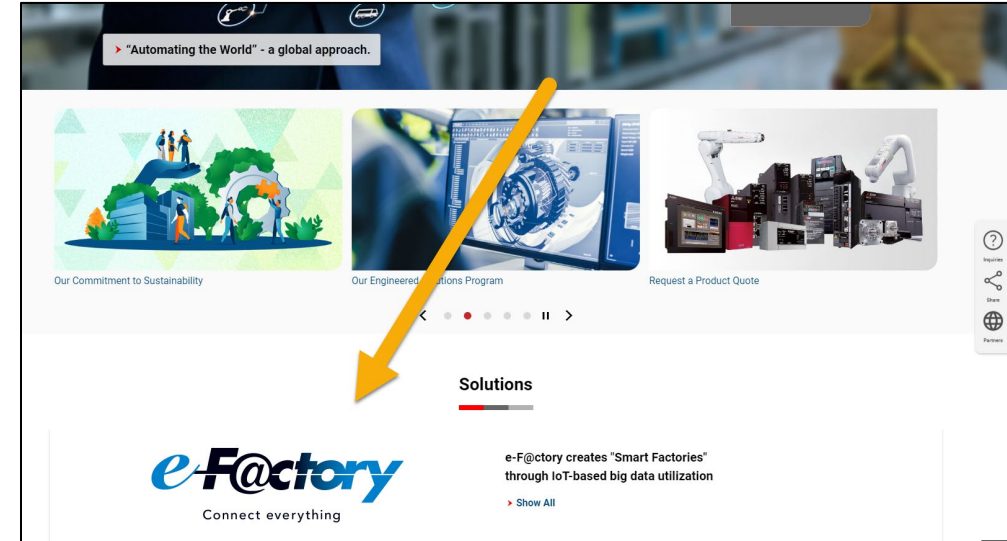 "Automating the World" - a global approach.
Our Commitment to Sustainability
Our Engineered
utions Program
Request a Product Quote
Inquiries
Share
Partners
Solutions
e-F@ctory
Connect everything
e-F@ctory creates "Smart Factories"
through IoT-based big data utilization
Show All